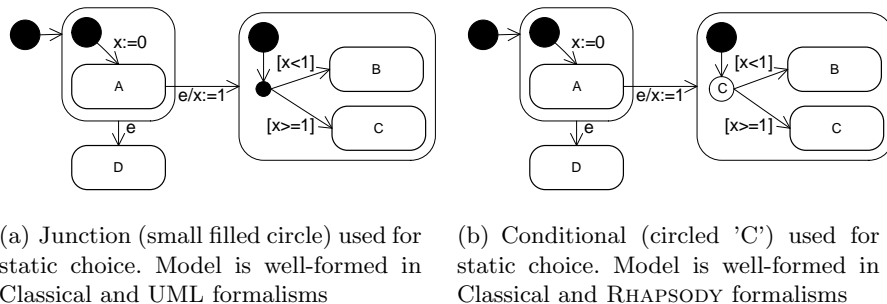 x:=0
A
e/x:=1
e
D
[x<1]
B
[x>=1]
C
x:=0
A
e/x:=1
e
D
C
[x<1]
B
[x>=1]
C
(a) Junction (small filled circle) used for
static choice. Model is well-formed in
Classical and UML formalisms
(b) Conditional (circled 'C') used for
static choice. Model is well-formed in
Classical and RHAPSODY formalisms